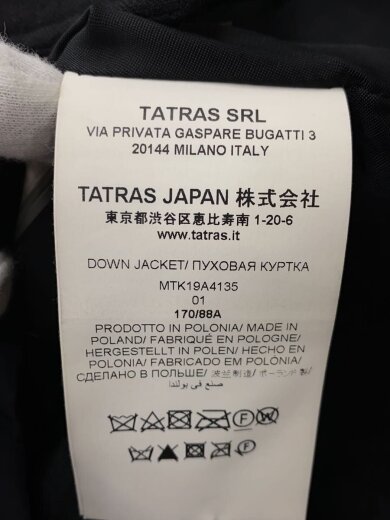 TATRAS SRL
VIA PRIVATA GASPARE BUGATTI 3
20144 MILANO ITALY
TATRAS JAPAN 株式会社
東京都渋谷区恵比寿南 1-20-6
www.tatras.it
DOWN JACKET/ ПУХОВАЯ КУРТКА
MTK19A4135
01
170/88A
PRODOTTO IN POLONIA/ MADE IN
POLAND/ FABRIQUÉ EN POLOGNE/
HERGESTELLT IN POLEN/ HECHO EN
POLONIA/ FABRICADO EM POLÔNIA/
СДЕЛАНО В ПОЛЬШЕ/ 波兰制造/ ポーランド製/
صنع في بولندا